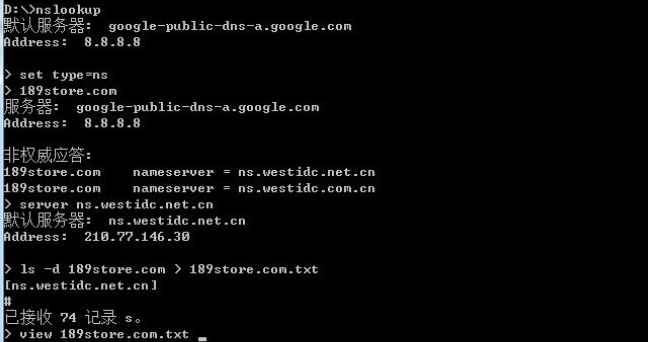 D:\>nslookup
默认服务器:  google-public-dns-a.google.com
Address:  8.8.8.8
> set type=ns
> 189store.com
服务器:  google-public-dns-a.google.com
Address:  8.8.8.8
非权威应答:
189store.com    nameserver = ns.westidc.net.cn
189store.com    nameserver = ns.westidc.com.cn
> server ns.westidc.net.cn
默认服务器:  ns.westidc.net.cn
Address:  210.77.146.30
> ls -d 189store.com > 189store.com.txt
[ns.westidc.net.cn]
#
已接收 74 记录 s。
> view 189store.com.txt